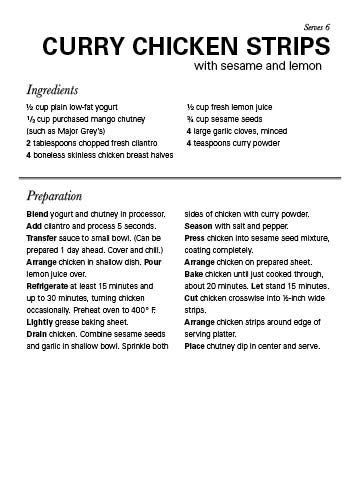 Serves 6
CURRY CHICKEN STRIPS
with sesame and lemon
Ingredients
½ cup plain low-fat yogurt
⅓ cup purchased mango chutney
(such as Major Grey's)
2 tablespoons chopped fresh cilantro
4 boneless skinless chicken breast halves
½ cup fresh lemon juice
¾ cup sesame seeds
4 large garlic cloves, minced
4 teaspoons curry powder
Preparation
Blend yogurt and chutney in processor.
Add cilantro and process 5 seconds.
Transfer sauce to small bowl. (Can be
prepared 1 day ahead. Cover and chill.)
Arrange chicken in shallow dish. Pour
lemon juice over.
Refrigerate at least 15 minutes and
up to 30 minutes, turning chicken
occasionally. Preheat oven to 400° F.
Lightly grease baking sheet.
Drain chicken. Combine sesame seeds
and garlic in shallow bowl. Sprinkle both
sides of chicken with curry powder.
Season with salt and pepper.
Press chicken into sesame seed mixture,
coating completely.
Arrange chicken on prepared sheet.
Bake chicken until just cooked through,
about 20 minutes. Let stand 15 minutes.
Cut chicken crosswise into ½-inch wide
strips.
Arrange chicken strips around edge of
serving platter.
Place chutney dip in center and serve.